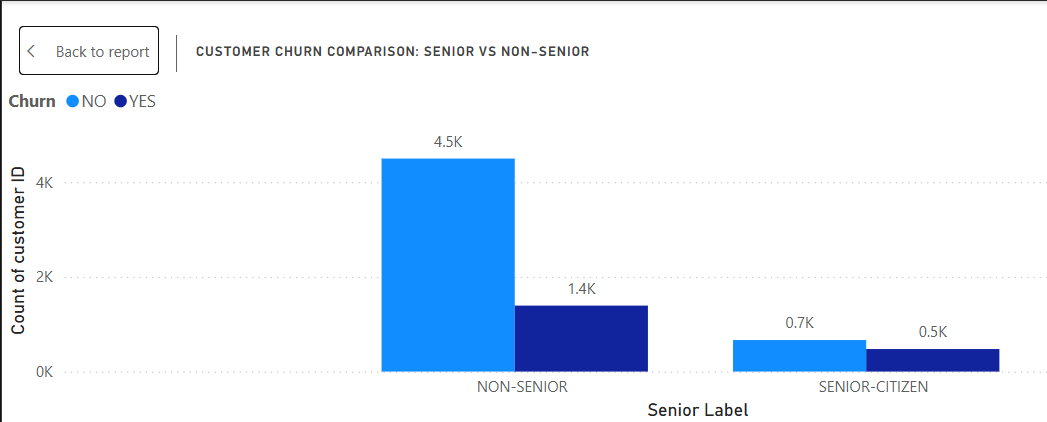 Back to report
CUSTOMER CHURN COMPARISON: SENIOR VS NON-SENIOR
Churn NO YES
Count of customer ID
4K
2K
0K
4.5K
1.4K
0.7K
0.5K
NON-SENIOR
SENIOR-CITIZEN
Senior Label